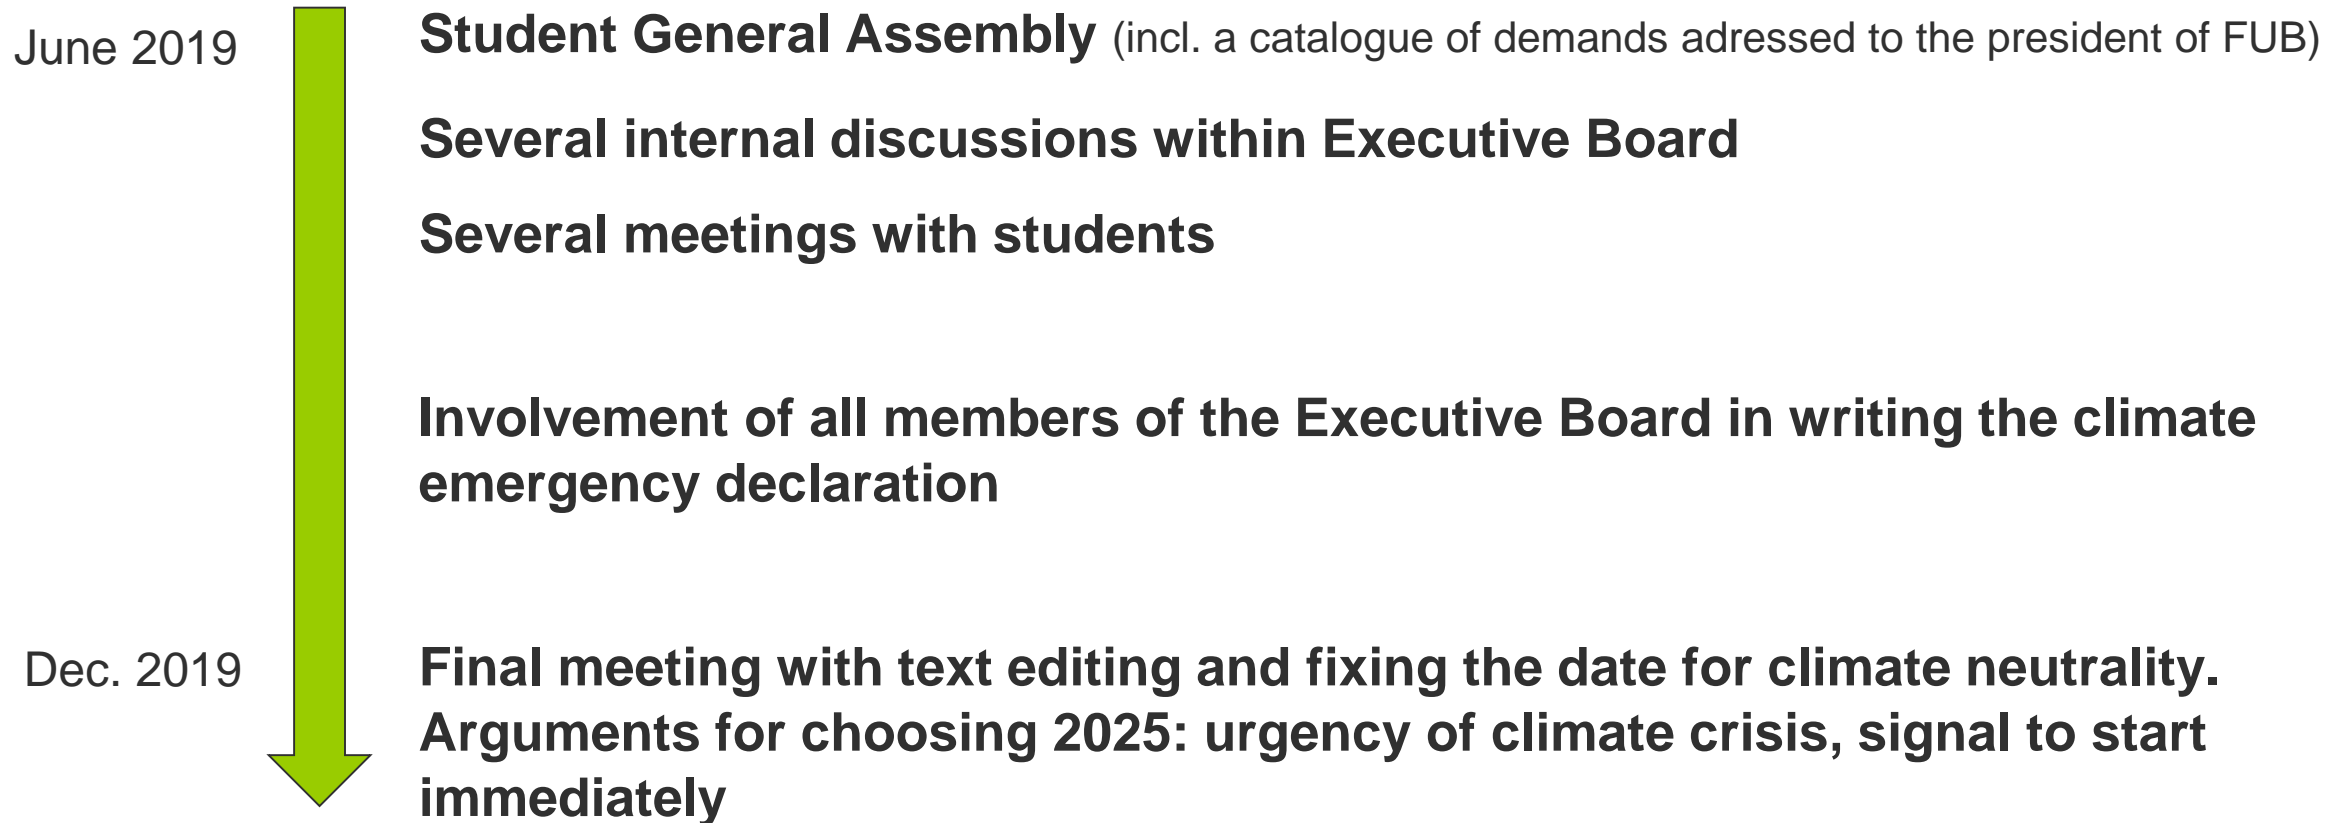 June 2019
Student General Assembly (incl. a catalogue of demands adressed to the president of FUB)
Several internal discussions within Executive Board
Several meetings with students
Involvement of all members of the Executive Board in writing the climate
emergency declaration
Dec. 2019
Final meeting with text editing and fixing the date for climate neutrality.
Arguments for choosing 2025: urgency of climate crisis, signal to start
immediately